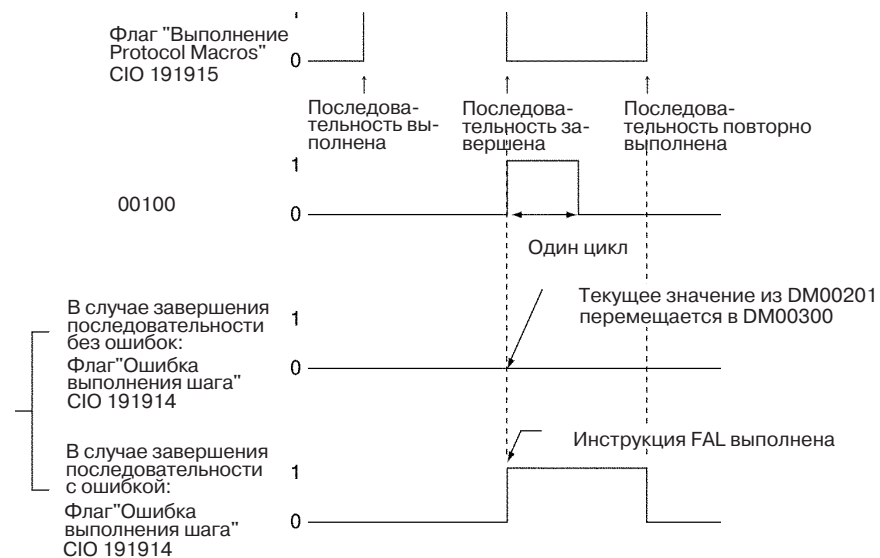 Флаг "Выполнение
Protocol Macros"
CIO 191915
1
0
Последова-
тельность вы-
полнена
Последова-
тельность за-
вершена
Последова-
тельность повторно
выполнена
00100
1
0
Один цикл
Текущее значение из DM00201
перемещается в DM00300
В случае завершения
последовательности
без ошибок:
Флаг"Ошибка
выполнения шага"
CIO 191914
1
0
Инструкция FAL выполнена
В случае завершения
последовательности
с ошибкой:
Флаг"Ошибка
выполнения шага"
CIO 191914
1
0